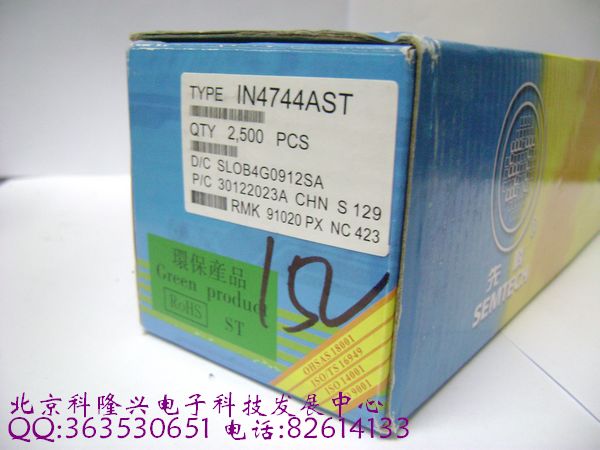 TYPE IN4744AST
QTY 2,500 PCS
D/C SLOB4G0912SA
P/C 30122023A CHN S 129
RMK 91020 PX NC 423
環保產品
Green product
RoHS
ST
OHSAS 18001
ISO/TS 16949
ISO 14001
9001
先科
SEMTECH
北京科隆兴电子科技发展中心
QQ:363530651 电话:82614133